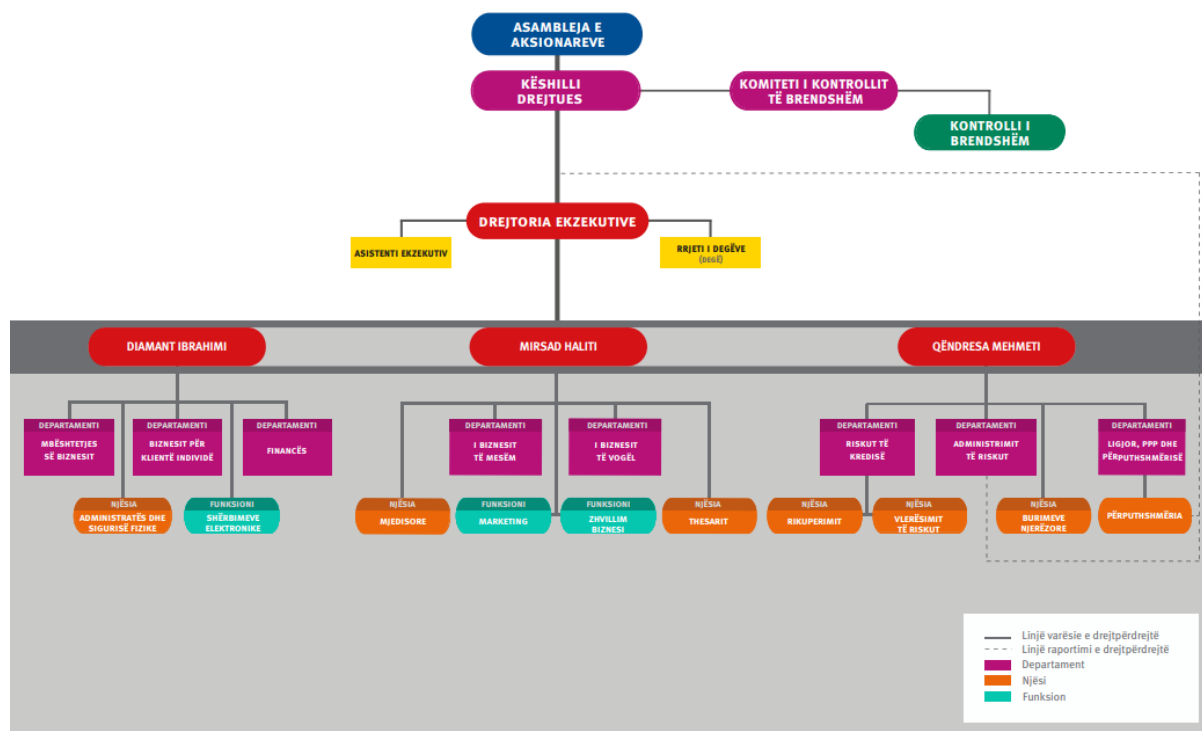 ASAMBLEJA E
AKSIONAREVE
KËSHILLI
DREJTUES
KOMITETI I KONTROLLIT
TË BRENDSHËM
KONTROLLI I
BRENDSHËM
DREJTORIA EKZEKUTIVE
ASISTENTI EKZEKUTIV
RRJETI I DEGËVE
(DEGË)
DIAMANT IBRAHIMI
MIRSAD HALITI
QËNDRESA MEHMETI
DEPARTAMENTI
MBËSHTETJES
SË BIZNESIT
DEPARTAMENTI
BIZNESIT PËR
KLIENTË INDIVIDË
DEPARTAMENTI
FINANCËS
DEPARTAMENTI
I BIZNESIT
TË MESËM
DEPARTAMENTI
I BIZNESIT
TË VOGËL
DEPARTAMENTI
RISKUT TË
KREDISË
DEPARTAMENTI
ADMINISTRIMIT
TË RISKUT
DEPARTAMENTI
LIGJOR, PPP DHE
PËRPUTHSHMËRISË
NJËSIA
ADMINISTRATËS DHE
SIGURISË FIZIKE
FUNKSIONI
SHËRBIMEVE
ELEKTRONIKE
NJËSIA
MJEDISORE
FUNKSIONI
MARKETING
FUNKSIONI
ZHVILLIM
BIZNESI
NJËSIA
THESARIT
NJËSIA
RIKUPERIMIT
NJËSIA
VLERËSIMIT
TË RISKUT
NJËSIA
BURIMEVE
NJERËZORE
PËRPUTHSHMËRIA
Linjë varësie e drejtpërdrejtë
Linjë raportimi e drejtpërdrejtë
Departament
Njësi
Funksion